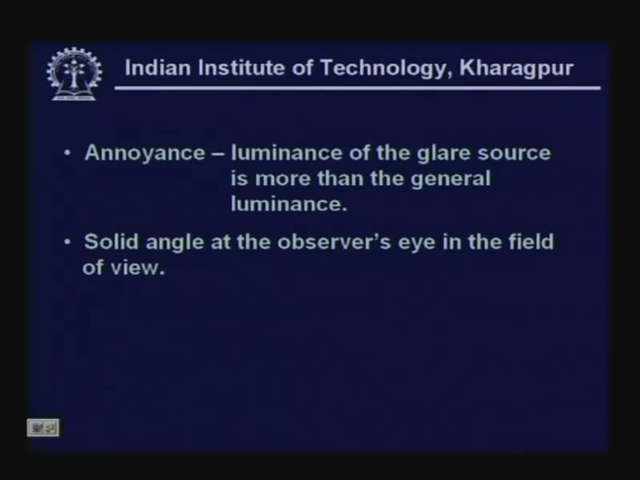 Indian Institute of Technology, Kharagpur
• Annoyance – luminance of the glare source
is more than the general
luminance.
• Solid angle at the observer's eye in the field
of view.